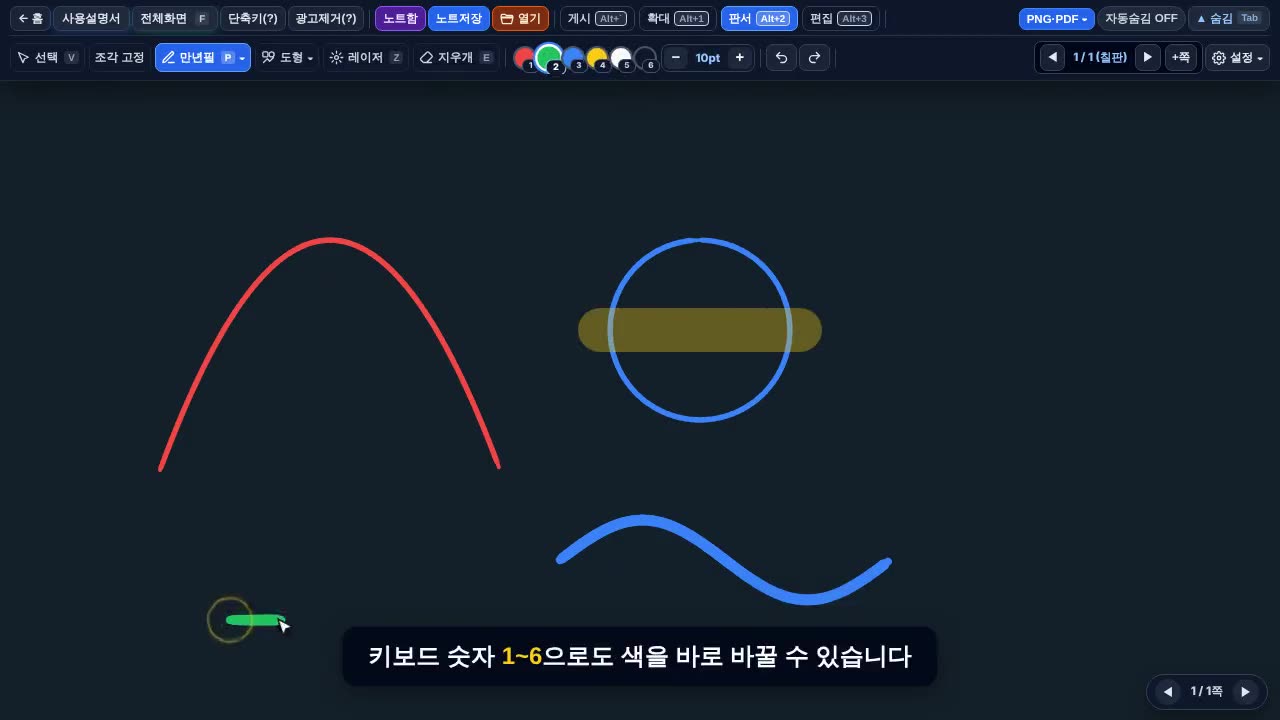 ← 홈 사용설명서 전체화면 F 단축키(?) 광고제거(?) 노트함 노트저장 열기 게시 Alt+` 확대 Alt+1 판서 Alt+2 편집 Alt+3 PNG·PDF 자동숨김 OFF ▲ 숨김 Tab
선택 V 조각 고정 만년필 P 도형 레이저 Z 지우개 E 1 2 3 4 5 6 − 10pt + ◀ 1 / 1 (칠판) ▶ +쪽 설정
키보드 숫자 1~6으로도 색을 바로 바꿀 수 있습니다
◀ 1 / 1쪽 ▶